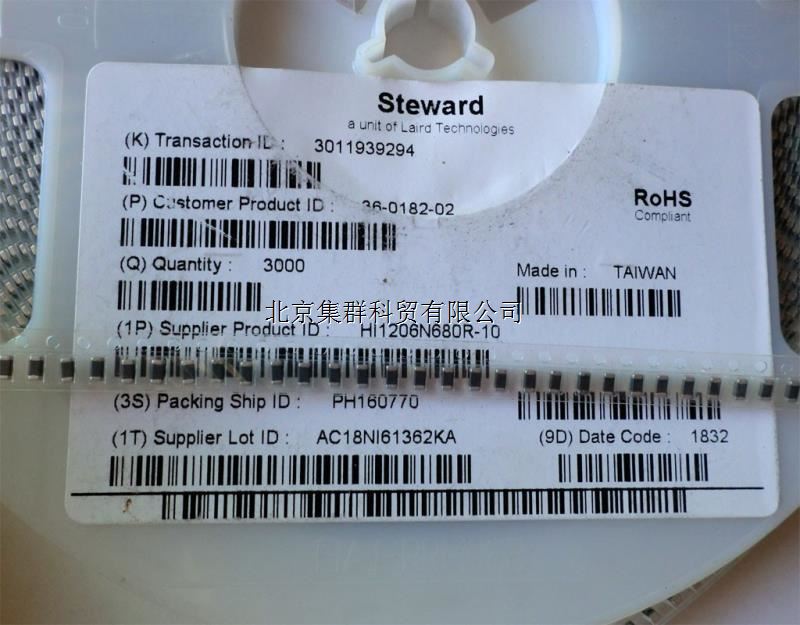 Steward
a unit of Laird Technologies
(K) Transaction ID : 3011939294
(P) Customer Product ID : 36-0182-02
RoHS
Compliant
(Q) Quantity : 3000
Made in : TAIWAN
北京集群科贸有限公司
(1P) Supplier Product ID : HI1206N680R-10
(3S) Packing Ship ID : PH160770
(1T) Supplier Lot ID : AC18NI61362KA
(9D) Date Code : 1832